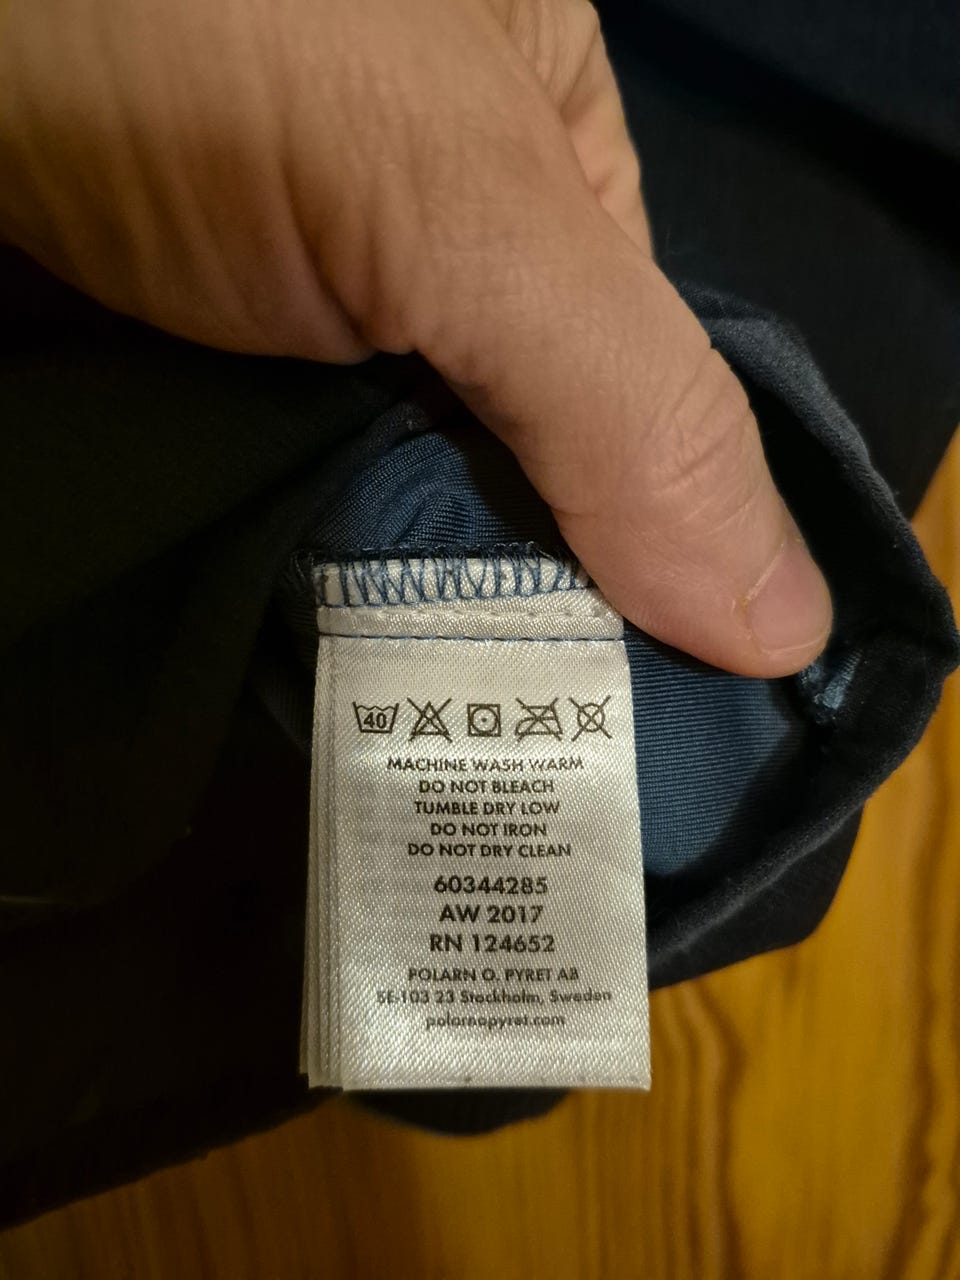 40
MACHINE WASH WARM
DO NOT BLEACH
TUMBLE DRY LOW
DO NOT IRON
DO NOT DRY CLEAN
60344285
AW 2017
RN 124652
POLARN O. PYRET AB
SE-103 23 Stockholm, Sweden
polarnopyret.com